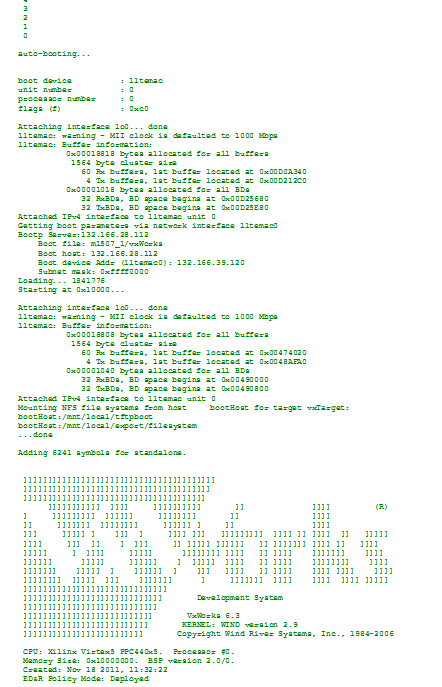 3
2
1
0
auto-booting...
boot device : lltemac
unit number : 0
processor number : 0
flags (f) : 0xc0
Attaching interface lo0... done
lltemac: warning - MII clock is defaulted to 1000 Mbps
lltemac: Buffer information:
0x00018818 bytes allocated for all buffers
1564 byte cluster size
60 Rx buffers, 1st buffer located at 0x00D0A340
4 Tx buffers, 1st buffer located at 0x00D212C0
0x00001018 bytes allocated for all BDs
32 RxBDs, BD space begins at 0x00D25680
32 TxBDs, BD space begins at 0x00D25E80
Attached IPv4 interface to lltemac unit 0
Getting boot parameters via network interface lltemac0
Bootp Server:132.166.28.112
Boot file: ml507_1/vxWorks
Boot host: 132.166.28.112
Boot device Addr (lltemac0): 132.166.39.120
Subnet mask: 0xffff0000
Loading... 1841776
Starting at 0x10000...
Attaching interface lo0... done
lltemac: warning - MII clock is defaulted to 1000 Mbps
lltemac: Buffer information:
0x00018808 bytes allocated for all buffers
1564 byte cluster size
60 Rx buffers, 1st buffer located at 0x00474020
4 Tx buffers, 1st buffer located at 0x0048AFA0
0x00001040 bytes allocated for all BDs
32 RxBDs, BD space begins at 0x00490000
32 TxBDs, BD space begins at 0x00490800
Attached IPv4 interface to lltemac unit 0
Mounting NFS file systems from host bootHost for target vxTarget:
bootHost:/mnt/local/tftpboot
bootHost:/mnt/local/export/filesystem
...done
Adding 6241 symbols for standalone.
(R)
Development System
VxWorks 6.3
KERNEL: WIND version 2.9
Copyright Wind River Systems, Inc., 1984-2006
CPU: Xilinx Virtex5 PPC440x5. Processor #0.
Memory Size: 0x10000000. BSP version 2.0/0.
Created: Nov 18 2011, 11:32:22
ED&R Policy Mode: Deployed